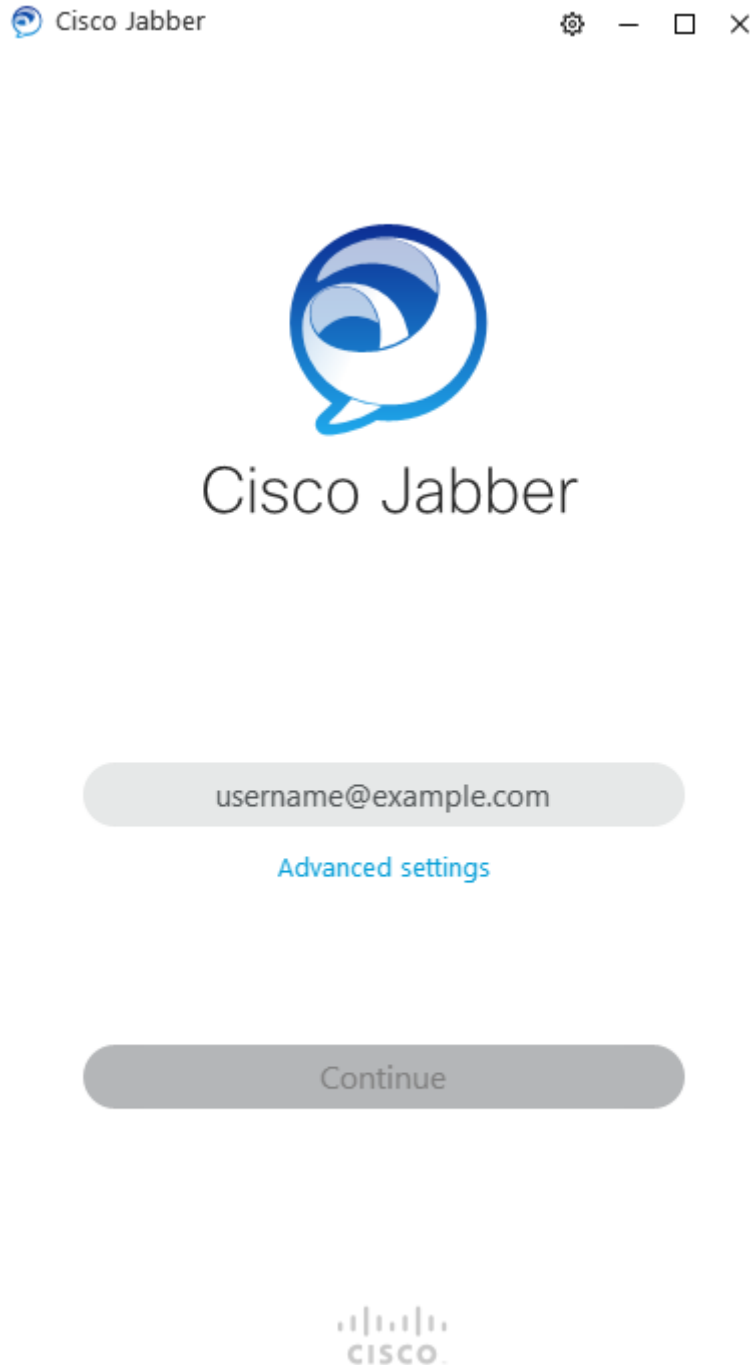 Cisco Jabber
Cisco Jabber
username@example.com
Advanced settings
Continue
CISCO